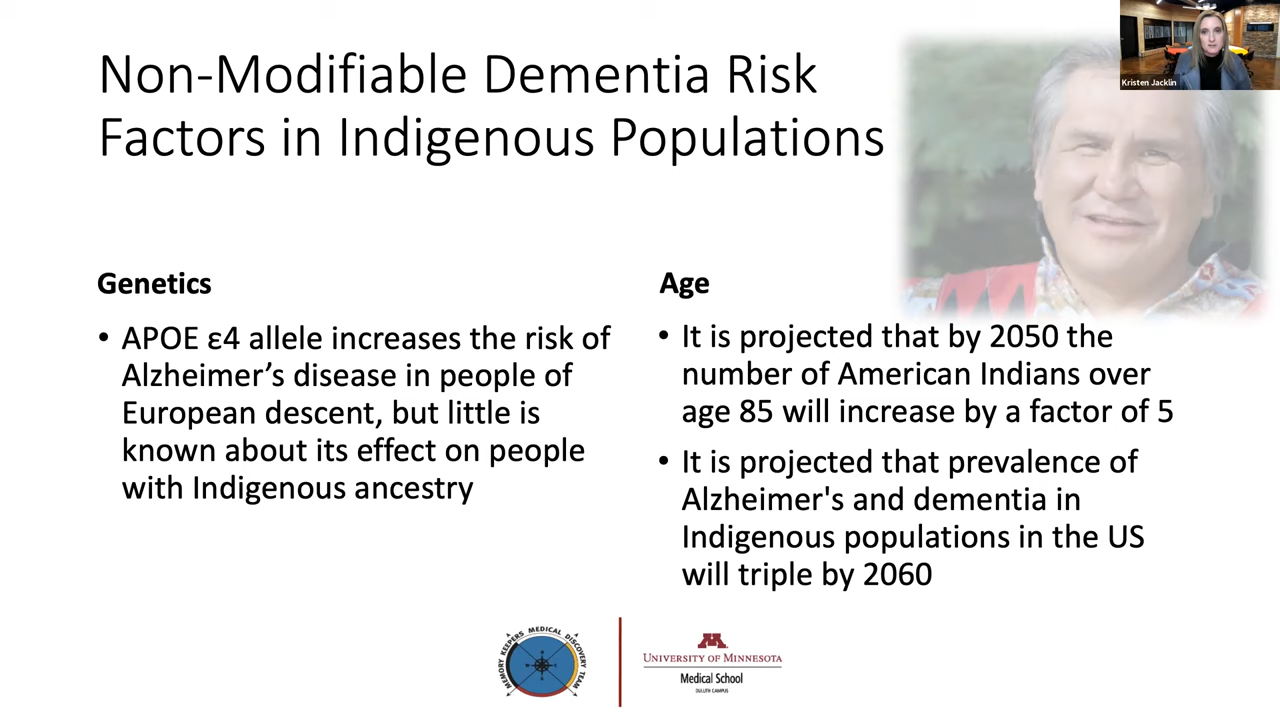 Non-Modifiable Dementia Risk
Factors in Indigenous Populations
Kristen Jacklin
Genetics
• APOE ε4 allele increases the risk of
Alzheimer’s disease in people of
European descent, but little is
known about its effect on people
with Indigenous ancestry
Age
• It is projected that by 2050 the
number of American Indians over
age 85 will increase by a factor of 5
• It is projected that prevalence of
Alzheimer's and dementia in
Indigenous populations in the US
will triple by 2060
MEMORY KEEPERS MEDICAL DISCOVERY TEAM
M
UNIVERSITY OF MINNESOTA
Medical School
DULUTH CAMPUS